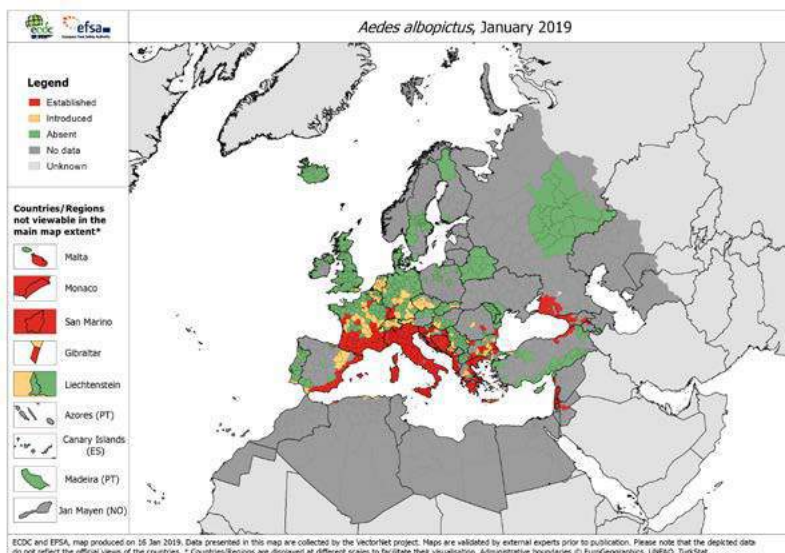 ecdc
efsa
European Food Safety Authority
Aedes albopictus, January 2019
Legend
Established
Introduced
Absent
No data
Unknown
Countries/Regions
not viewable in the
main map extent*
Malta
Monaco
San Marino
Gibraltar
Liechtenstein
Azores (PT)
Canary Islands
(ES)
Madeira (PT)
Jan Mayen (NO)
ECDC and EFSA, map produced on 16 Jan 2019. Data presented in this map are collected by the VectorNet project. Maps are validated by external experts prior to publication. Please note that the depicted data
do not reflect the official views of the countries. * Countries/Regions are displayed at different scales to facilitate their visualisation. Administrative boundaries © EuroGeographics, UNFAO, TurkStat.